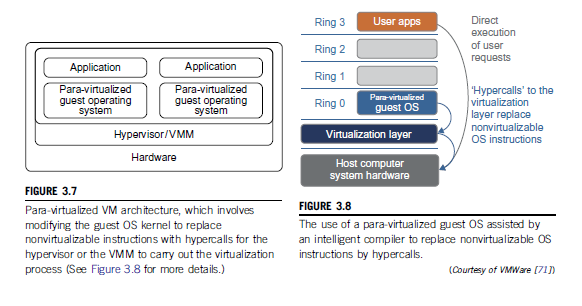 Application
Application
Para-virtualized
guest operating
system
Para-virtualized
guest operating
system
Hypervisor/VMM
Hardware
FIGURE 3.7
Para-virtualized VM architecture, which involves
modifying the guest OS kernel to replace
nonvirtualizable instructions with hypercalls for the
hypervisor or the VMM to carry out the virtualization
process (See Figure 3.8 for more details.)
Ring 3
User apps
Ring 2
Ring 1
Ring 0
Para-virtualized
guest OS
Virtualization layer
Host computer
system hardware
Direct
execution
of user
requests
‘Hypercalls’ to the
virtualization
layer replace
nonvirtualizable
OS instructions
FIGURE 3.8
The use of a para-virtualized guest OS assisted by
an intelligent compiler to replace nonvirtualizable OS
instructions by hypercalls.
(Courtesy of VMWare [71])